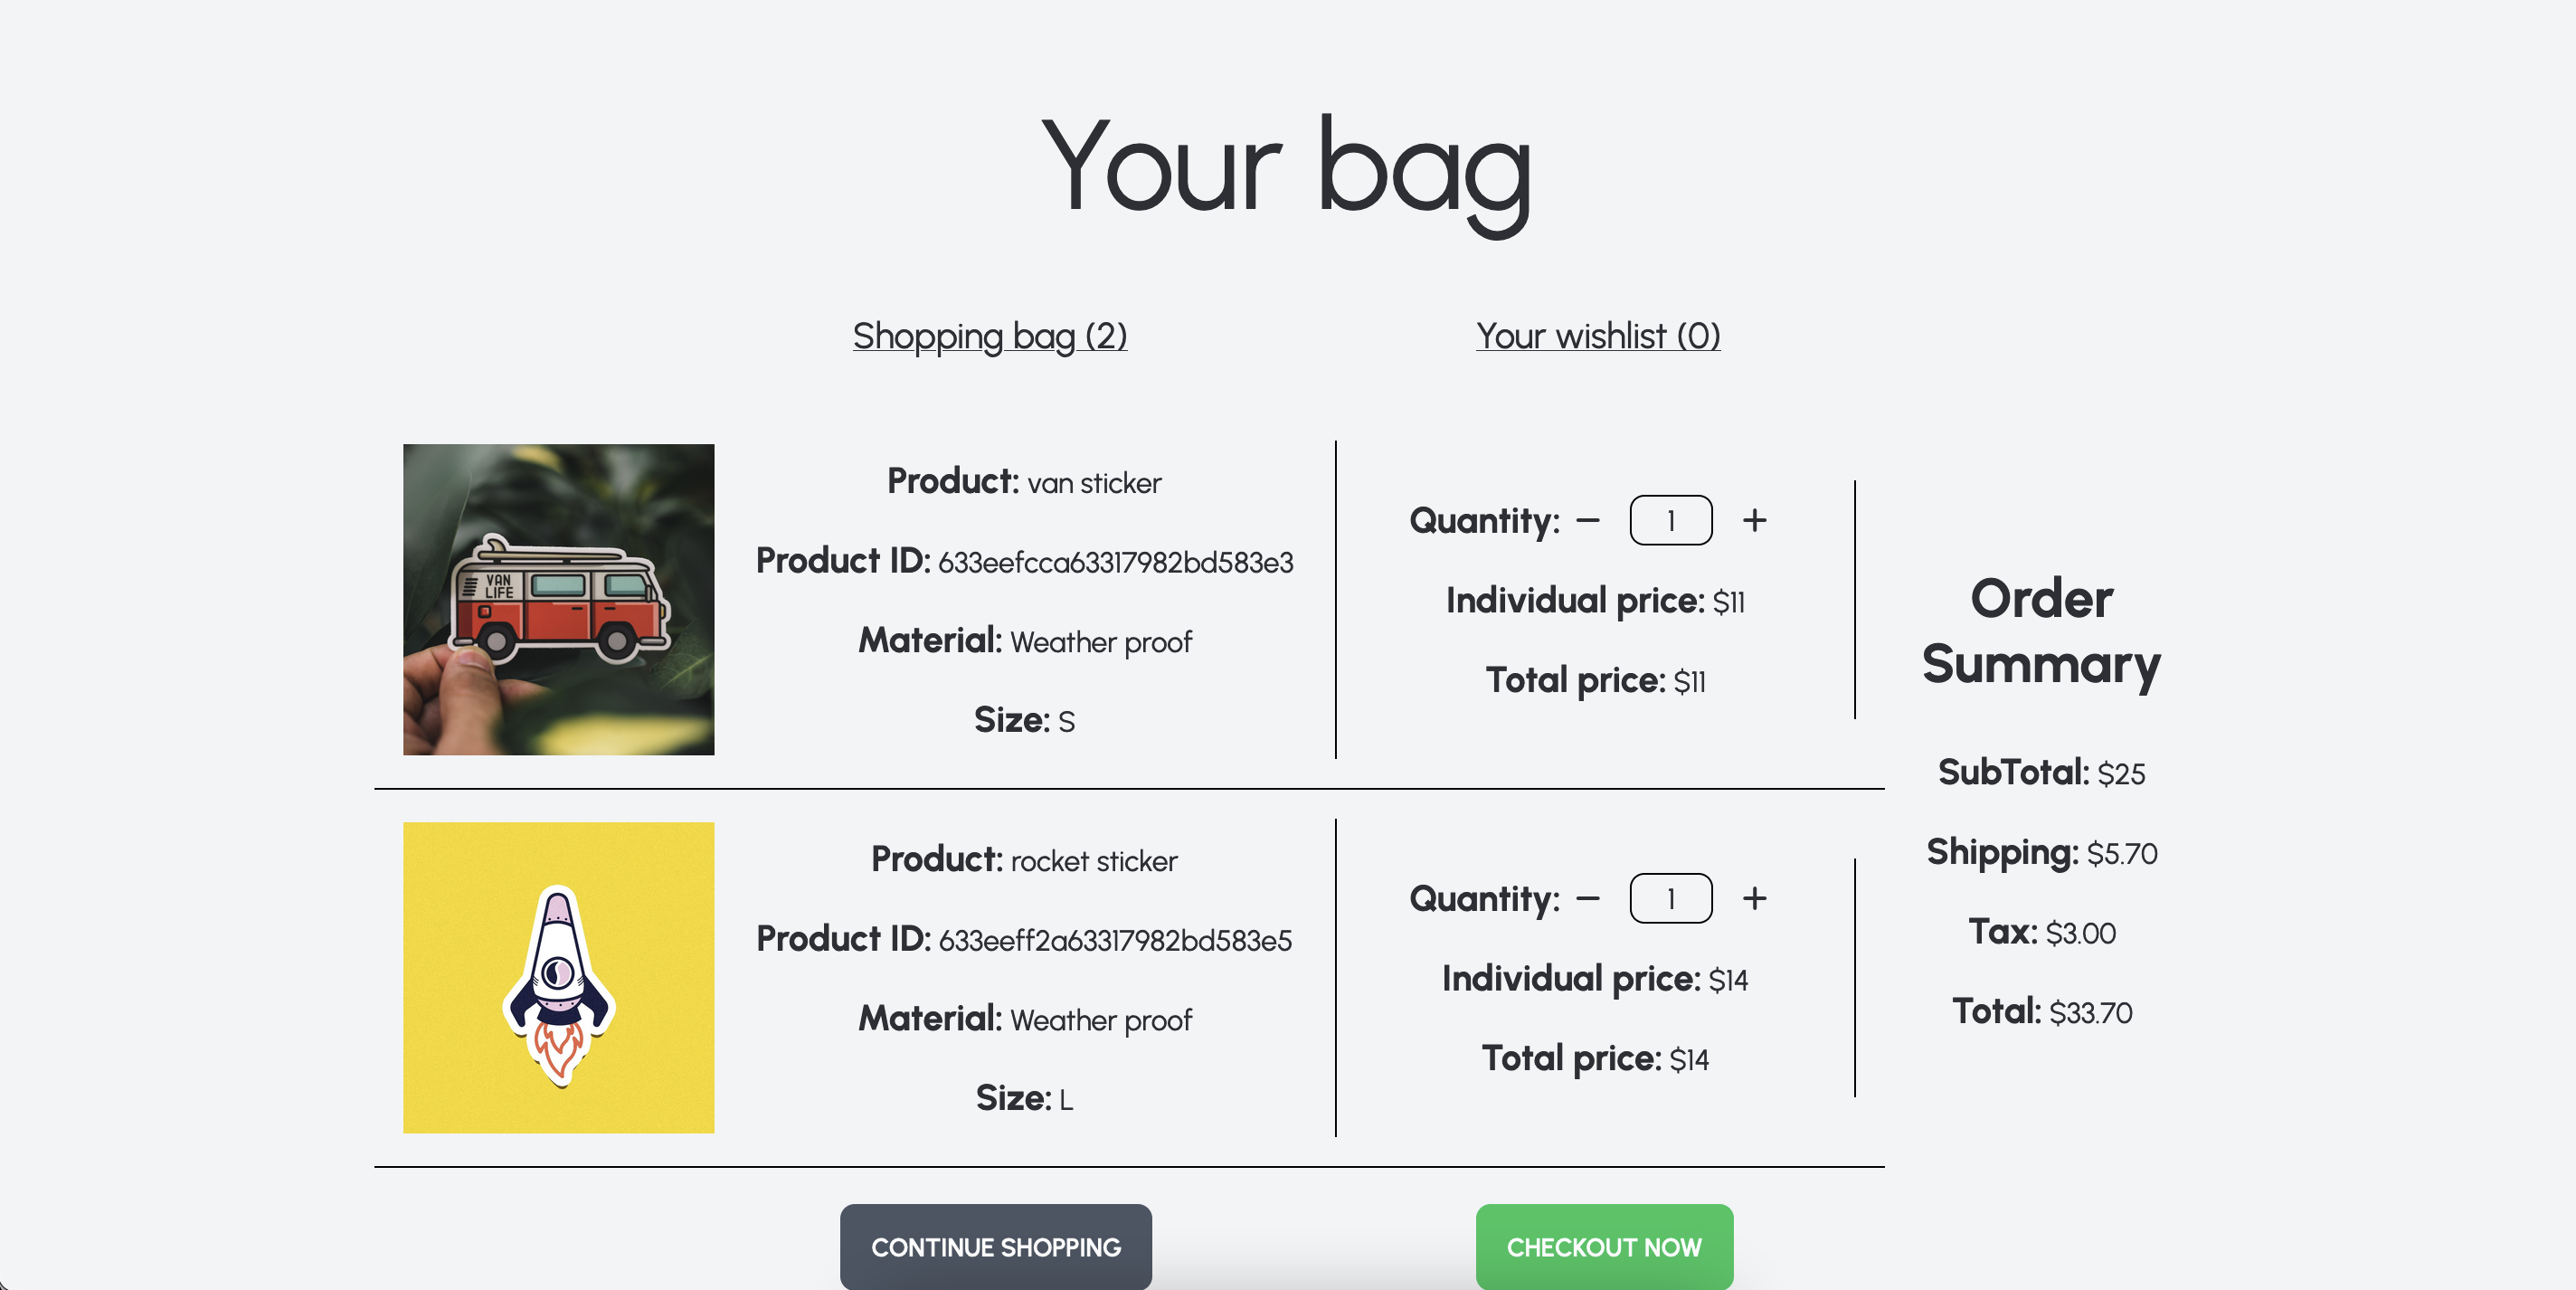 Your bag
Shopping bag (2)
Your wishlist (0)
VAN
LIFE
Product: van sticker
Product ID: 633eefcca63317982bd583e3
Material: Weather proof
Size: S
Quantity: − 1 +
Individual price: $11
Total price: $11
Product: rocket sticker
Product ID: 633eeff2a63317982bd583e5
Material: Weather proof
Size: L
Quantity: − 1 +
Individual price: $14
Total price: $14
Order
Summary
SubTotal: $25
Shipping: $5.70
Tax: $3.00
Total: $33.70
CONTINUE SHOPPING
CHECKOUT NOW